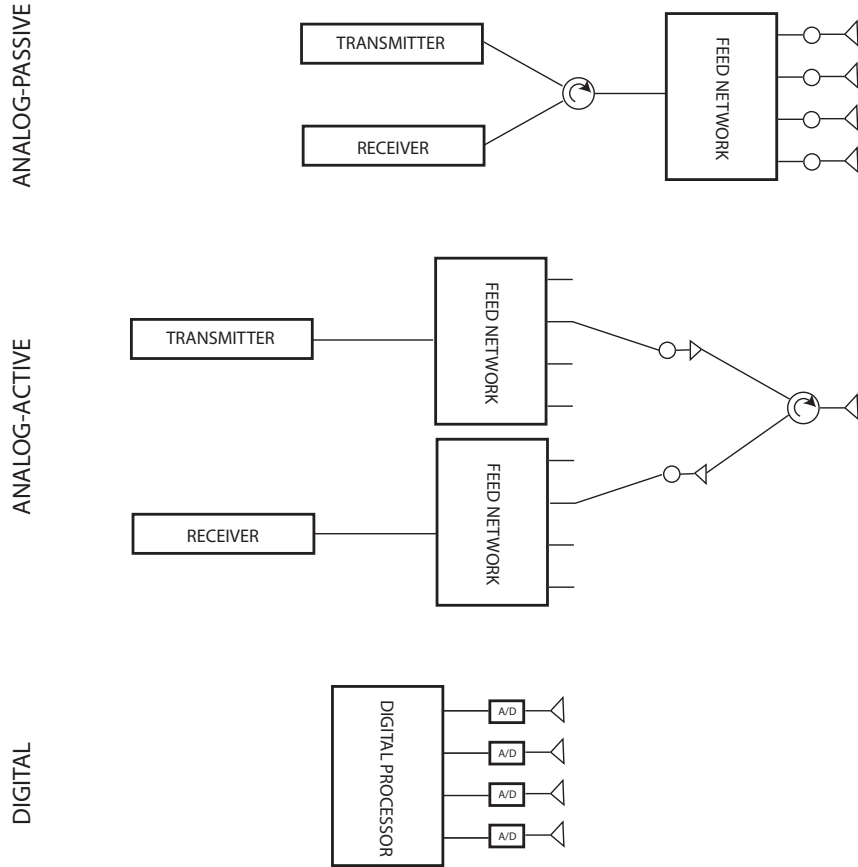 ANALOG-PASSIVE
TRANSMITTER
RECEIVER
FEED NETWORK
ANALOG-ACTIVE
TRANSMITTER
FEED NETWORK
RECEIVER
FEED NETWORK
DIGITAL
DIGITAL PROCESSOR
A/D
A/D
A/D
A/D